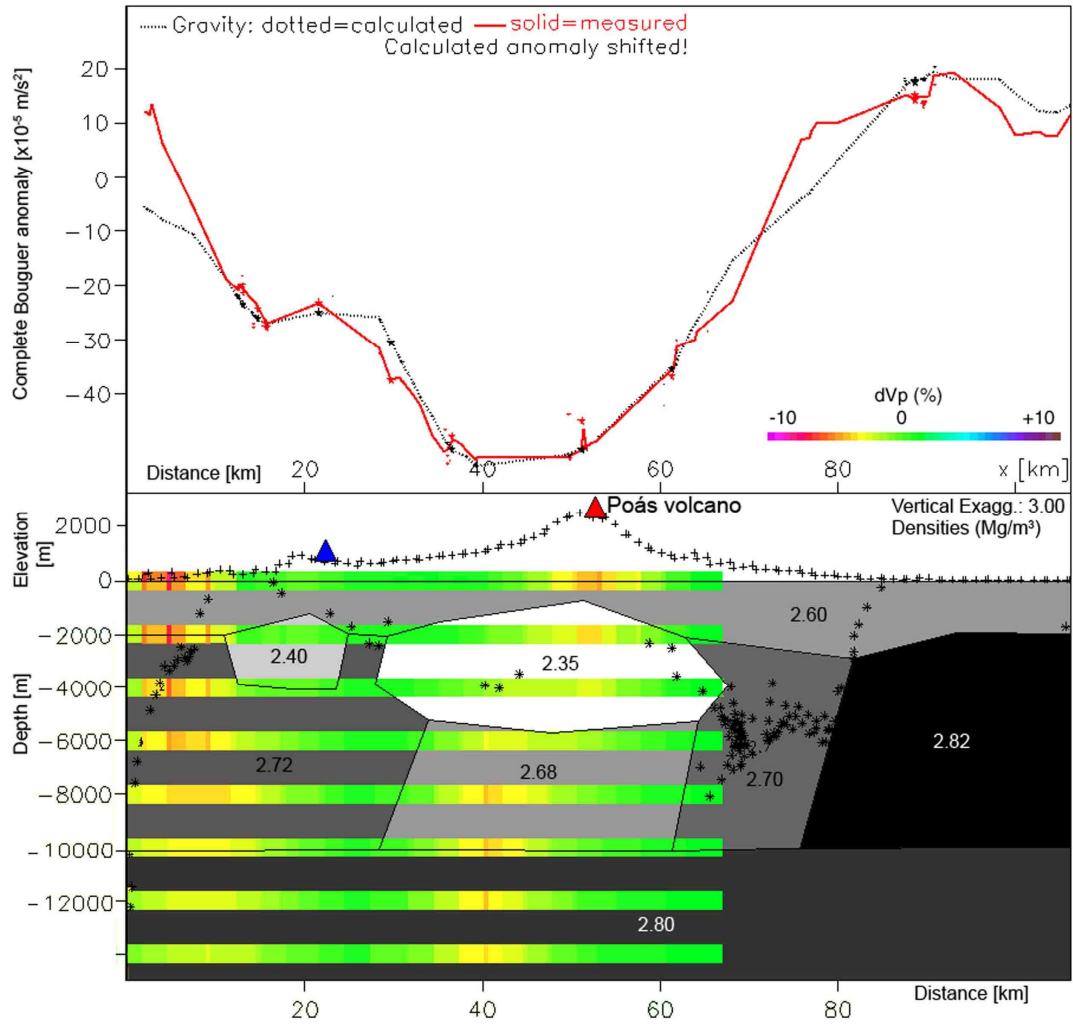 Gravity: dotted=calculated solid=measured
Calculated anomaly shifted!
Complete Bouguer anomaly [x10⁻⁵ m/s²]
20
10
0
−10
−20
−30
−40
dVp (%)
-10 0 +10
Distance [km] 20 40 60 x [km]
Poás volcano
Vertical Exagg.: 3.00
Densities (Mg/m³)
Elevation [m]
2000
0
Depth [m]
−2000
−4000
−6000
−8000
−10000
−12000
2.60
2.40
2.35
2.72
2.68
2.70
2.82
2.80
20 40 60 80 Distance [km]